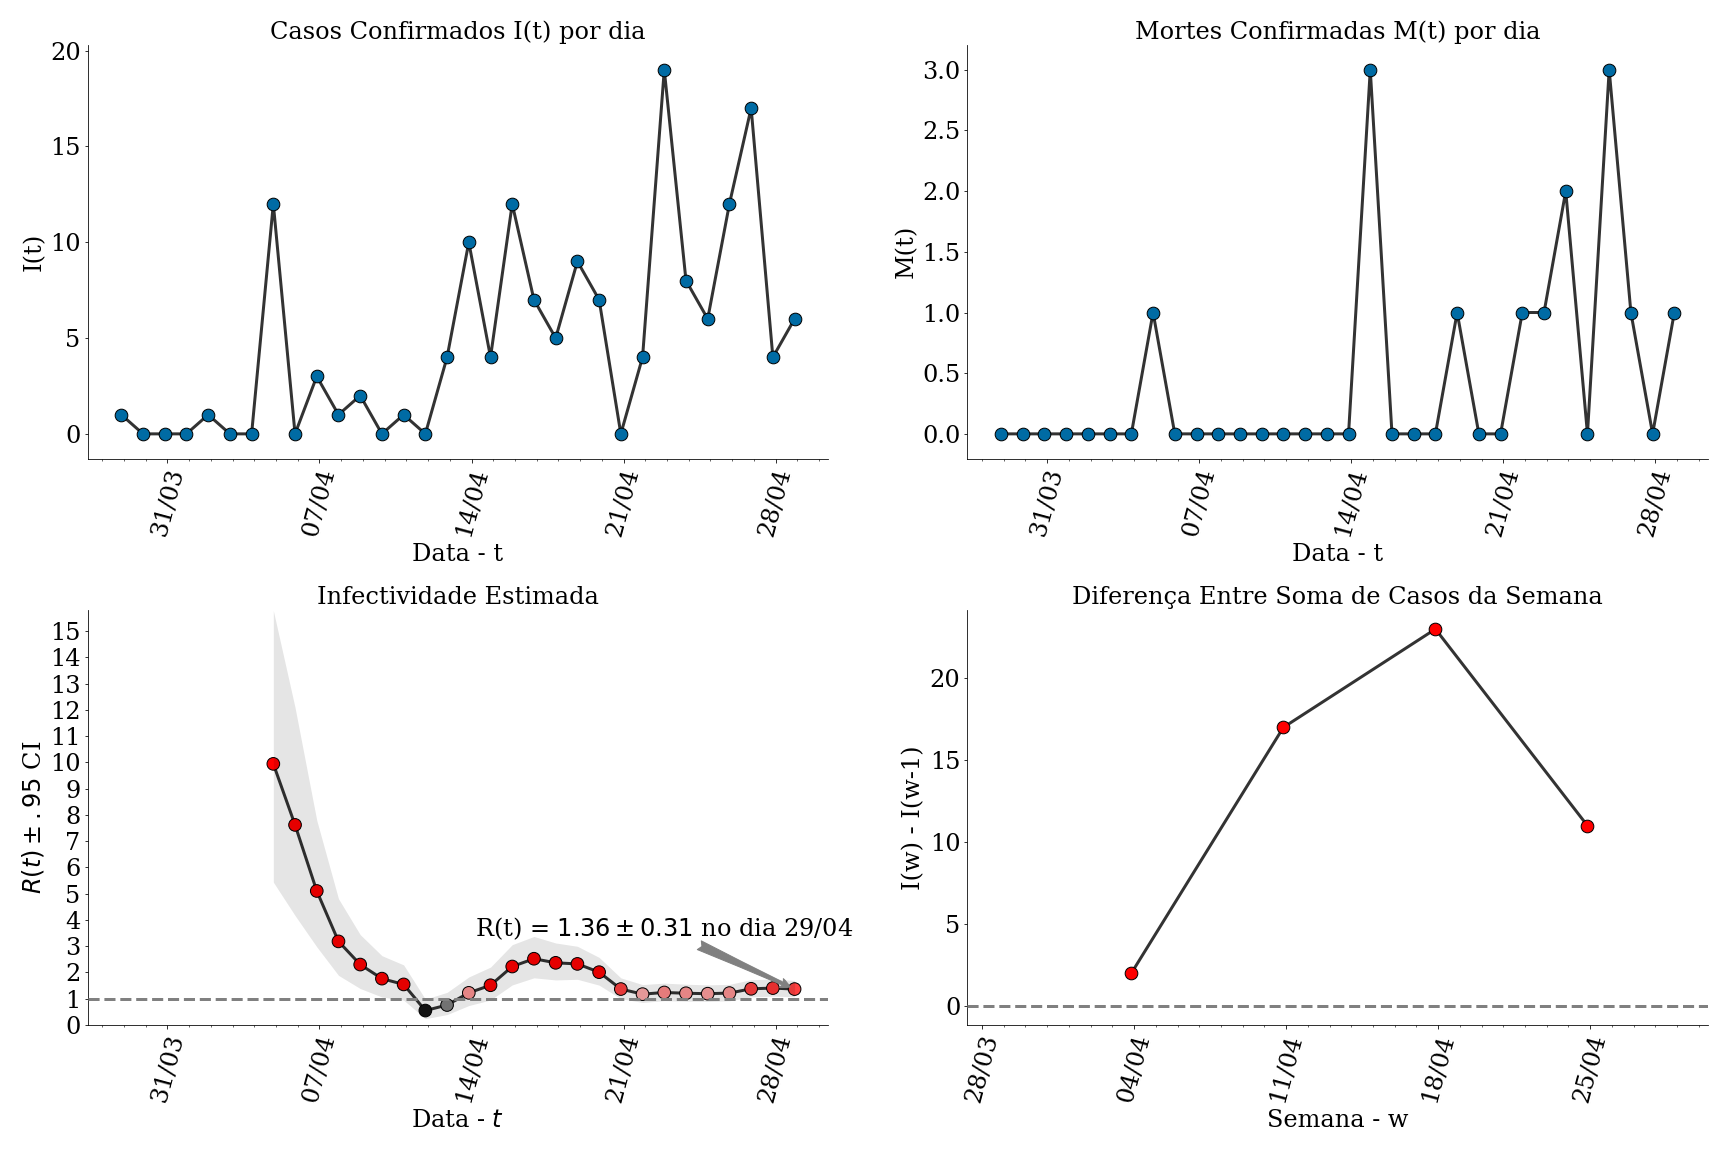 Casos Confirmados I(t) por dia
I(t)
20
15
10
5
0
31/03 07/04 14/04 21/04 28/04
Data - t
Mortes Confirmadas M(t) por dia
M(t)
3.0
2.5
2.0
1.5
1.0
0.5
0.0
31/03 07/04 14/04 21/04 28/04
Data - t
Infectividade Estimada
R(t) ± .95 CI
15
14
13
12
11
10
9
8
7
6
5
4
3
2
1
0
R(t) = 1.36 ± 0.31 no dia 29/04
31/03 07/04 14/04 21/04 28/04
Data - t
Diferença Entre Soma de Casos da Semana
I(w) - I(w-1)
20
15
10
5
0
28/03 04/04 11/04 18/04 25/04
Semana - w